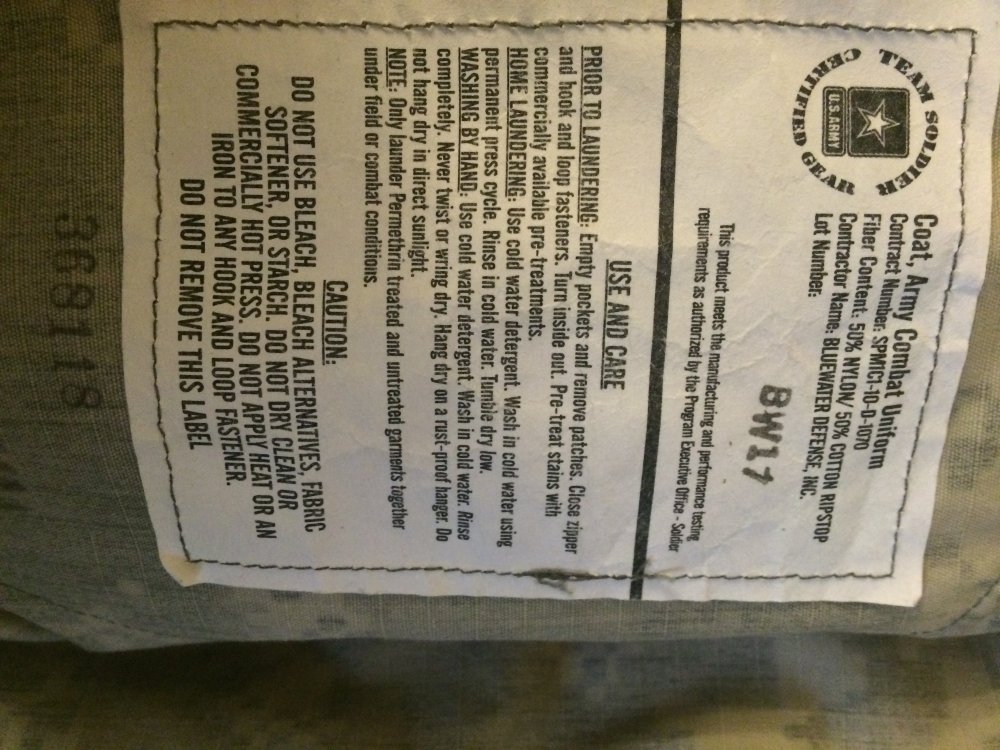 TEAM SOLDIER
CERTIFIED GEAR
U.S. ARMY
Coat, Army Combat Uniform
Contract Number: SPM1C1-10-D-1070
Fiber Content: 50% NYLON/ 50% COTTON RIPSTOP
Contractor Name: BLUEWATER DEFENSE, INC.
Lot Number:
BW17
This product meets the manufacturing and performance testing
requirements as authorized by the Program Executive Office - Soldier
USE AND CARE
PRIOR TO LAUNDERING: Empty pockets and remove patches. Close zipper
and hook and loop fasteners. Turn inside out. Pre-treat stains with
commercially available pre-treatments.
HOME LAUNDERING: Use cold water detergent. Wash in cold water using
permanent press cycle. Rinse in cold water. Tumble dry low.
WASHING BY HAND: Use cold water detergent. Wash in cold water. Rinse
completely. Never twist or wring dry. Hang dry on a rust-proof hanger. Do
not hang dry in direct sunlight.
NOTE: Only launder Permethrin treated and untreated garments together
under field or combat conditions.
CAUTION:
DO NOT USE BLEACH, BLEACH ALTERNATIVES, FABRIC
SOFTENER, OR STARCH. DO NOT DRY CLEAN OR
COMMERCIALLY HOT PRESS. DO NOT APPLY HEAT OR AN
IRON TO ANY HOOK AND LOOP FASTENER.
DO NOT REMOVE THIS LABEL
368118